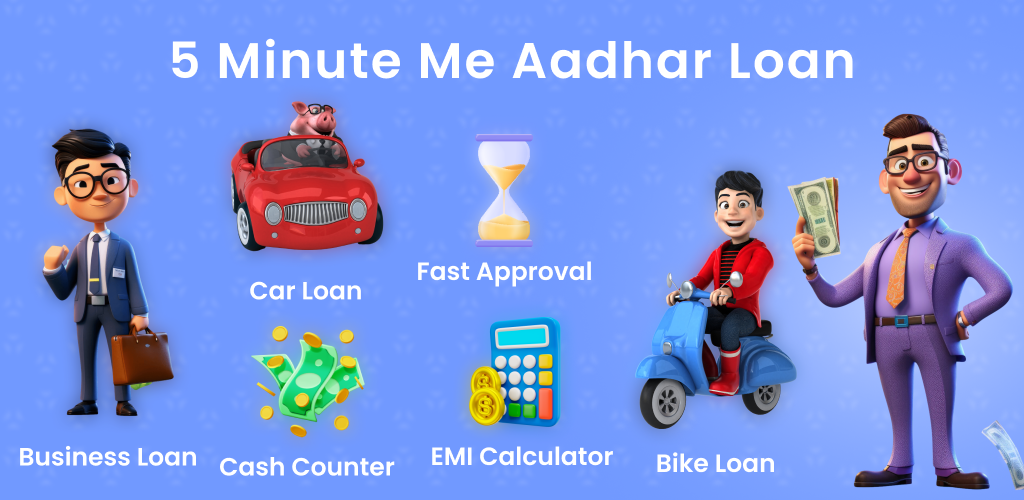 5 Minute Me Aadhar Loan
Car Loan
Fast Approval
Business Loan
Cash Counter
EMI Calculator
Bike Loan